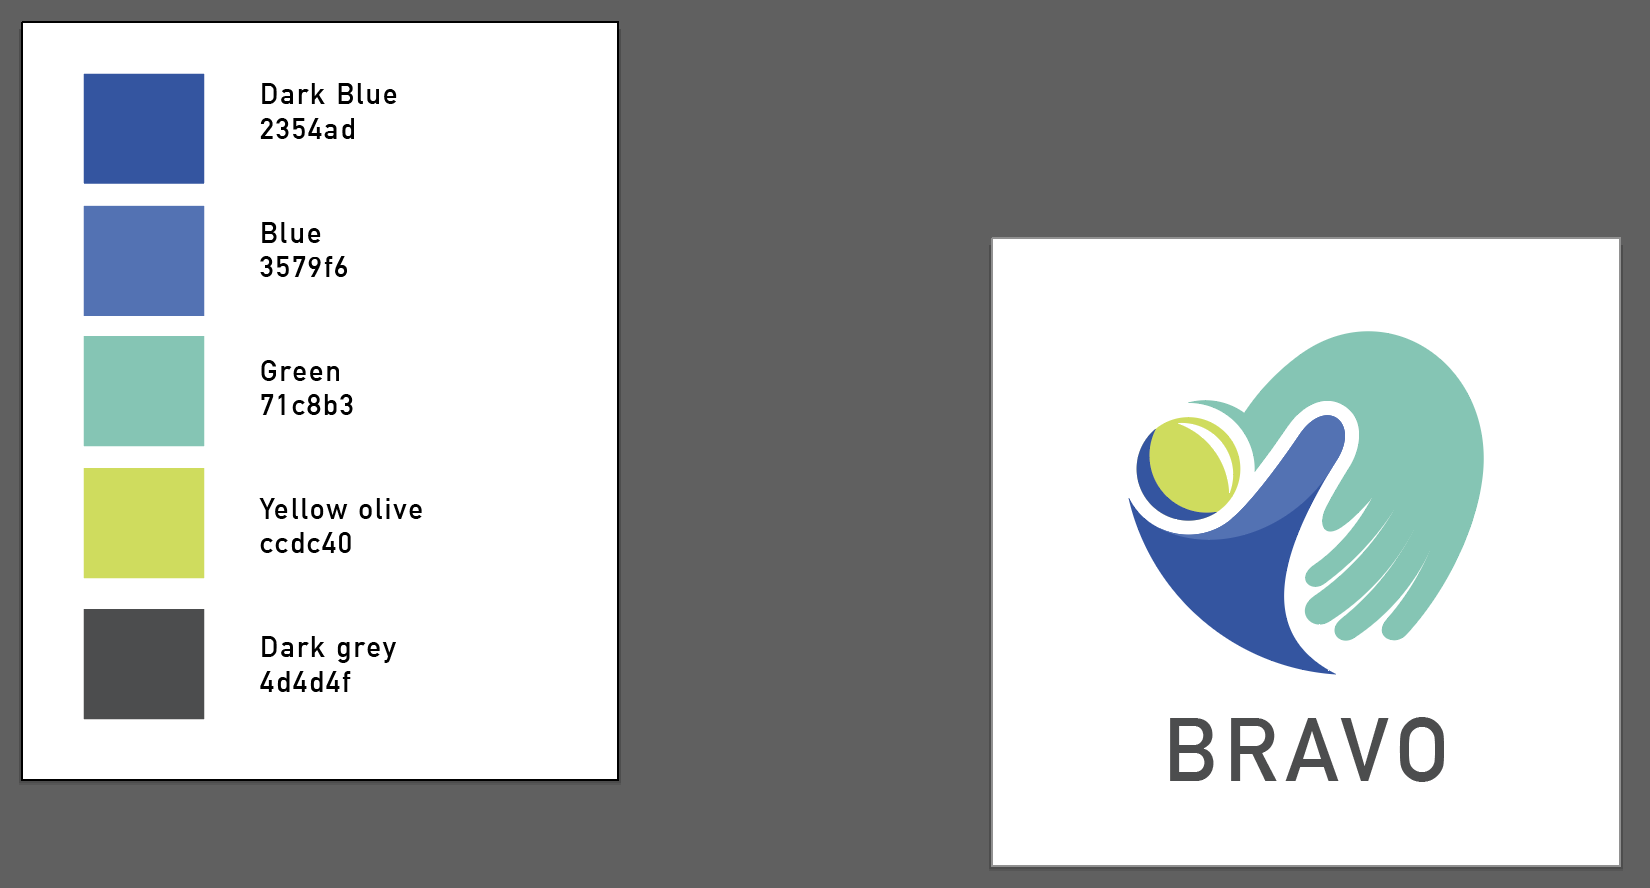 Dark Blue
2354ad
Blue
3579f6
Green
71c8b3
Yellow olive
ccdc40
Dark grey
4d4d4f
BRAVO